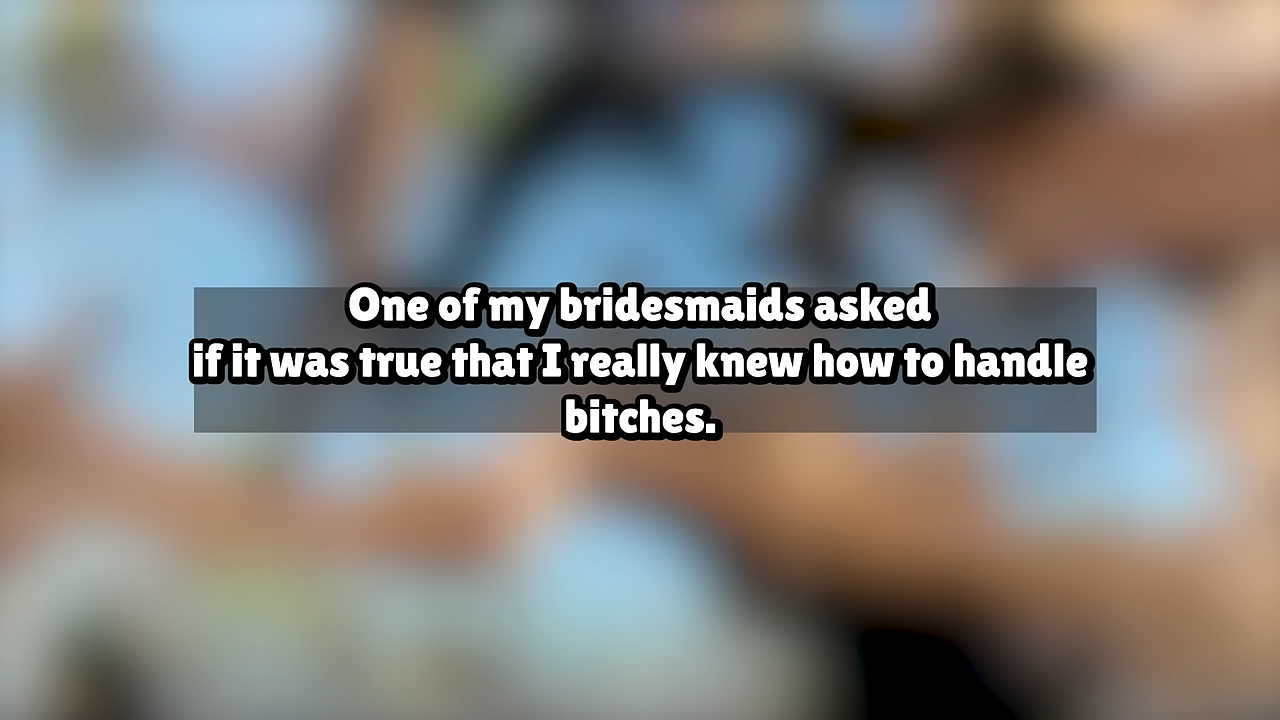 One of my bridesmaids asked
if it was true that I really knew how to handle
bitches.